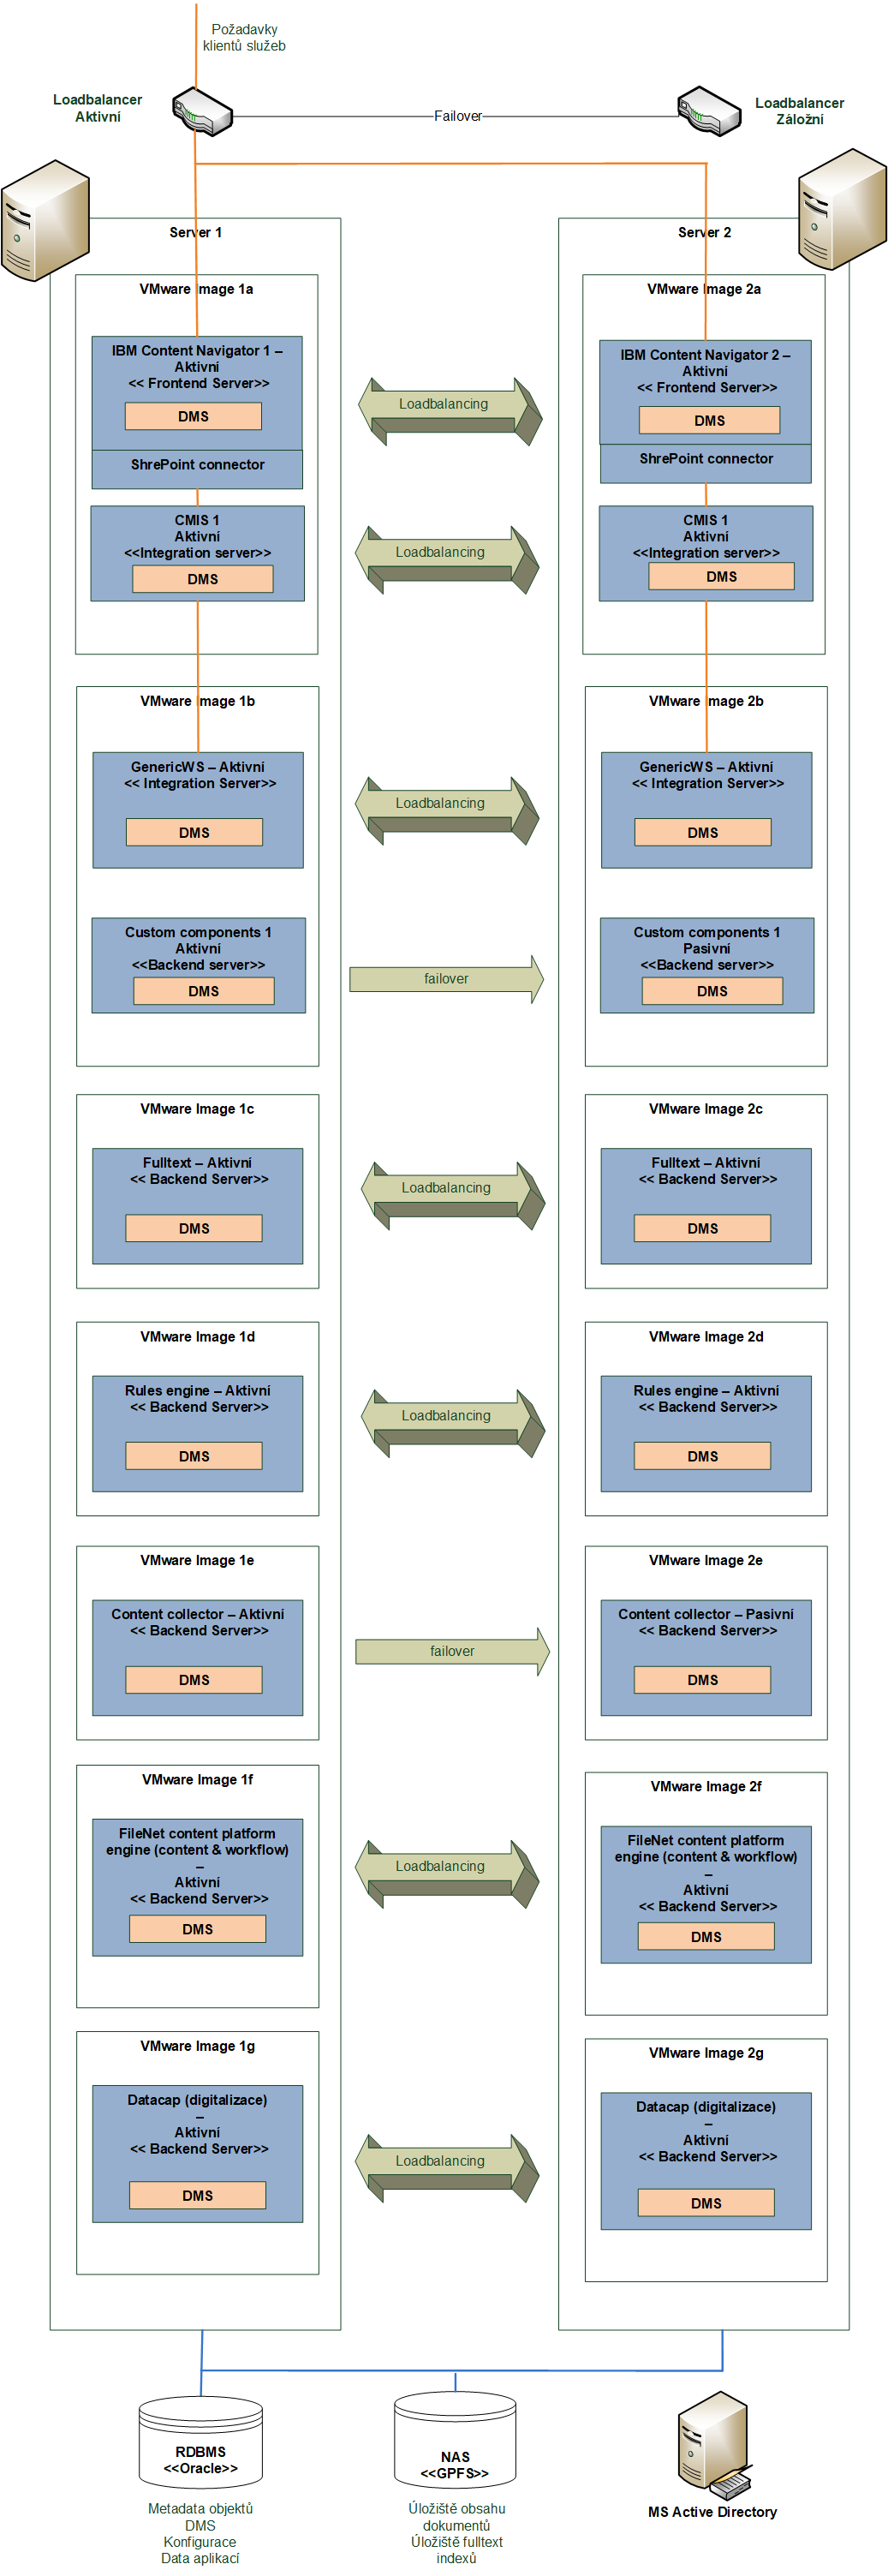 Požadavky
klientů služeb
Loadbalancer
Aktivní
Failover
Loadbalancer
Záložní
Server 1
Server 2
VMware Image 1a
VMware Image 2a
IBM Content Navigator 1 –
Aktivní
<< Frontend Server>>
DMS
ShrePoint connector
Loadbalancing
IBM Content Navigator 2 –
Aktivní
<< Frontend Server>>
DMS
ShrePoint connector
CMIS 1
Aktivní
<<Integration server>>
DMS
Loadbalancing
CMIS 1
Aktivní
<<Integration server>>
DMS
VMware Image 1b
VMware Image 2b
GenericWS – Aktivní
<< Integration Server>>
DMS
Loadbalancing
GenericWS – Aktivní
<< Integration Server>>
DMS
Custom components 1
Aktivní
<<Backend server>>
DMS
failover
Custom components 1
Pasivní
<<Backend server>>
DMS
VMware Image 1c
VMware Image 2c
Fulltext – Aktivní
<< Backend Server>>
DMS
Loadbalancing
Fulltext – Aktivní
<< Backend Server>>
DMS
VMware Image 1d
VMware Image 2d
Rules engine – Aktivní
<< Backend Server>>
DMS
Loadbalancing
Rules engine – Aktivní
<< Backend Server>>
DMS
VMware Image 1e
VMware Image 2e
Content collector – Aktivní
<< Backend Server>>
DMS
failover
Content collector – Pasivní
<< Backend Server>>
DMS
VMware Image 1f
VMware Image 2f
FileNet content platform
engine (content & workflow)
–
Aktivní
<< Backend Server>>
DMS
Loadbalancing
FileNet content platform
engine (content & workflow)
–
Aktivní
<< Backend Server>>
DMS
VMware Image 1g
VMware Image 2g
Datacap (digitalizace)
–
Aktivní
<< Backend Server>>
DMS
Loadbalancing
Datacap (digitalizace)
–
Aktivní
<< Backend Server>>
DMS
RDBMS
<<Oracle>>
Metadata objektů
DMS
Konfigurace
Data aplikací
NAS
<<GPFS>>
Úložiště obsahu
dokumentů
Úložiště fulltext
indexů
MS Active Directory